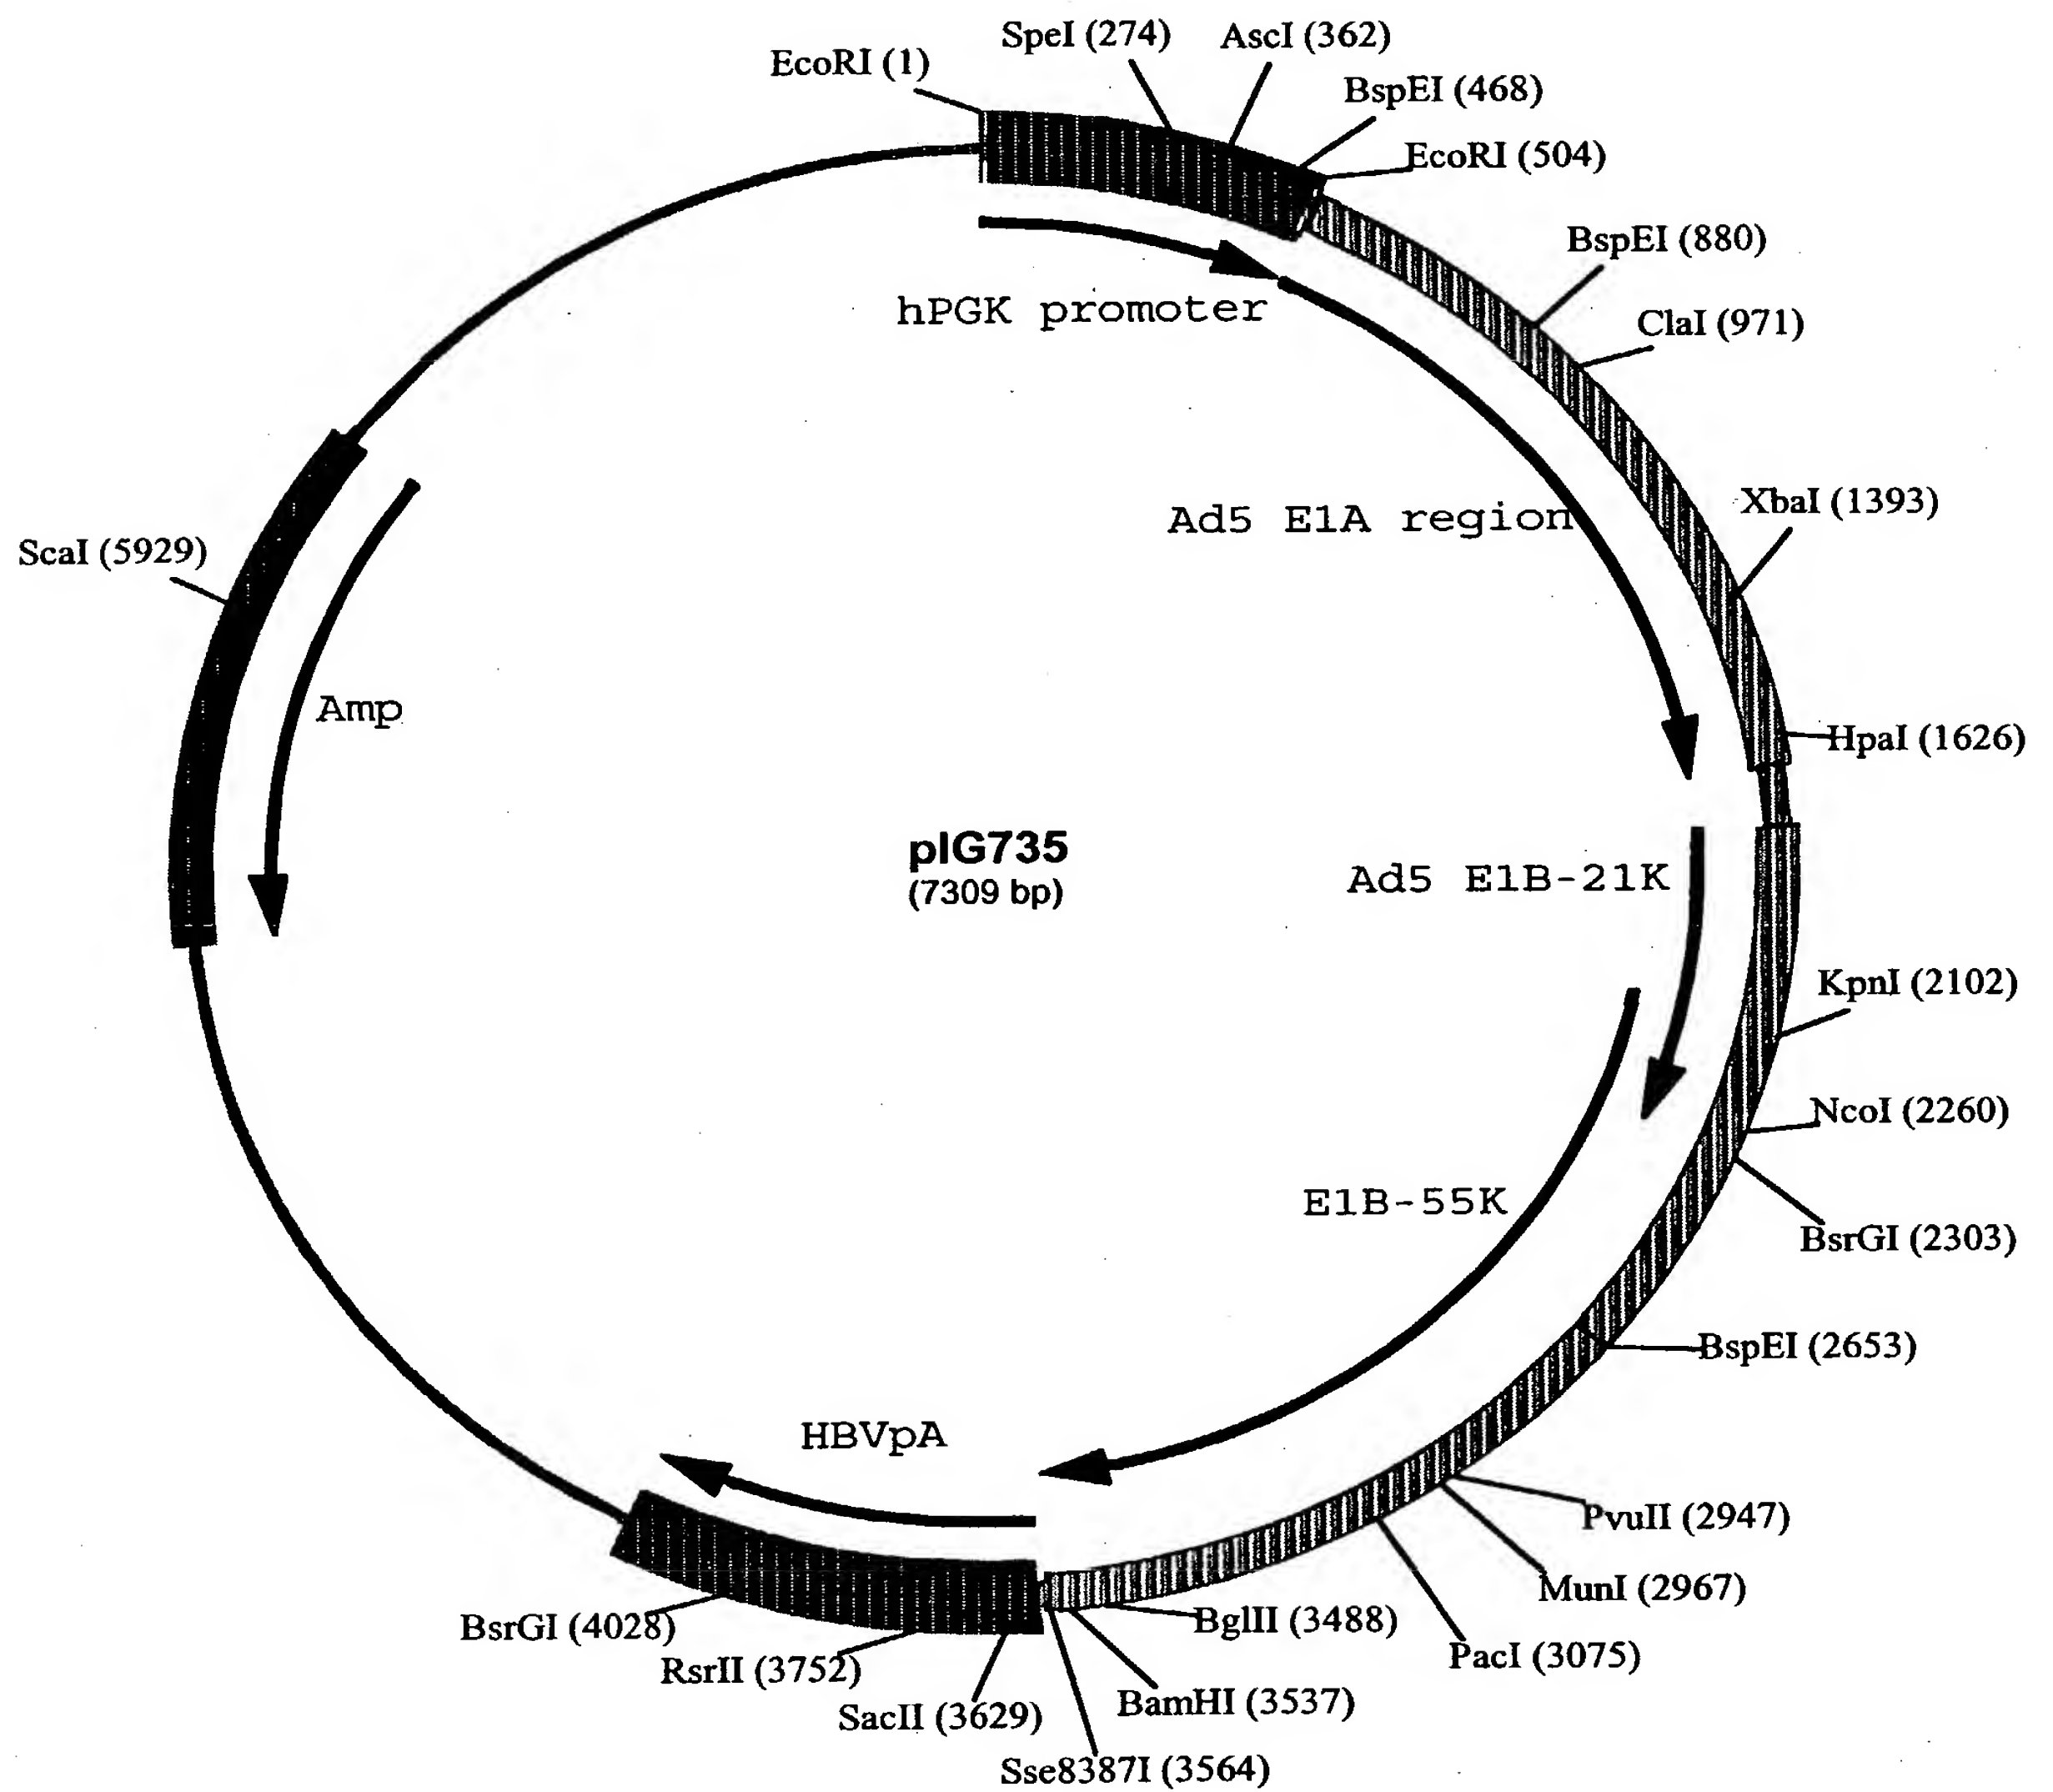 SpeI (274)
AscI (362)
EcoRI (1)
BspEI (468)
EcoRI (504)
BspEI (880)
hPGK promoter
ClaI (971)
XbaI (1393)
Ad5 E1A region
ScaI (5929)
Amp
HpaI (1626)
pIG735
(7309 bp)
Ad5 E1B-21K
KpnI (2102)
NcoI (2260)
E1B-55K
BsrGI (2303)
BspEI (2653)
HBVpA
PvuII (2947)
MunI (2967)
BglII (3488)
BsrGI (4028)
PacI (3075)
RsrII (3752)
BamHI (3537)
SacII (3629)
Sse8387I (3564)